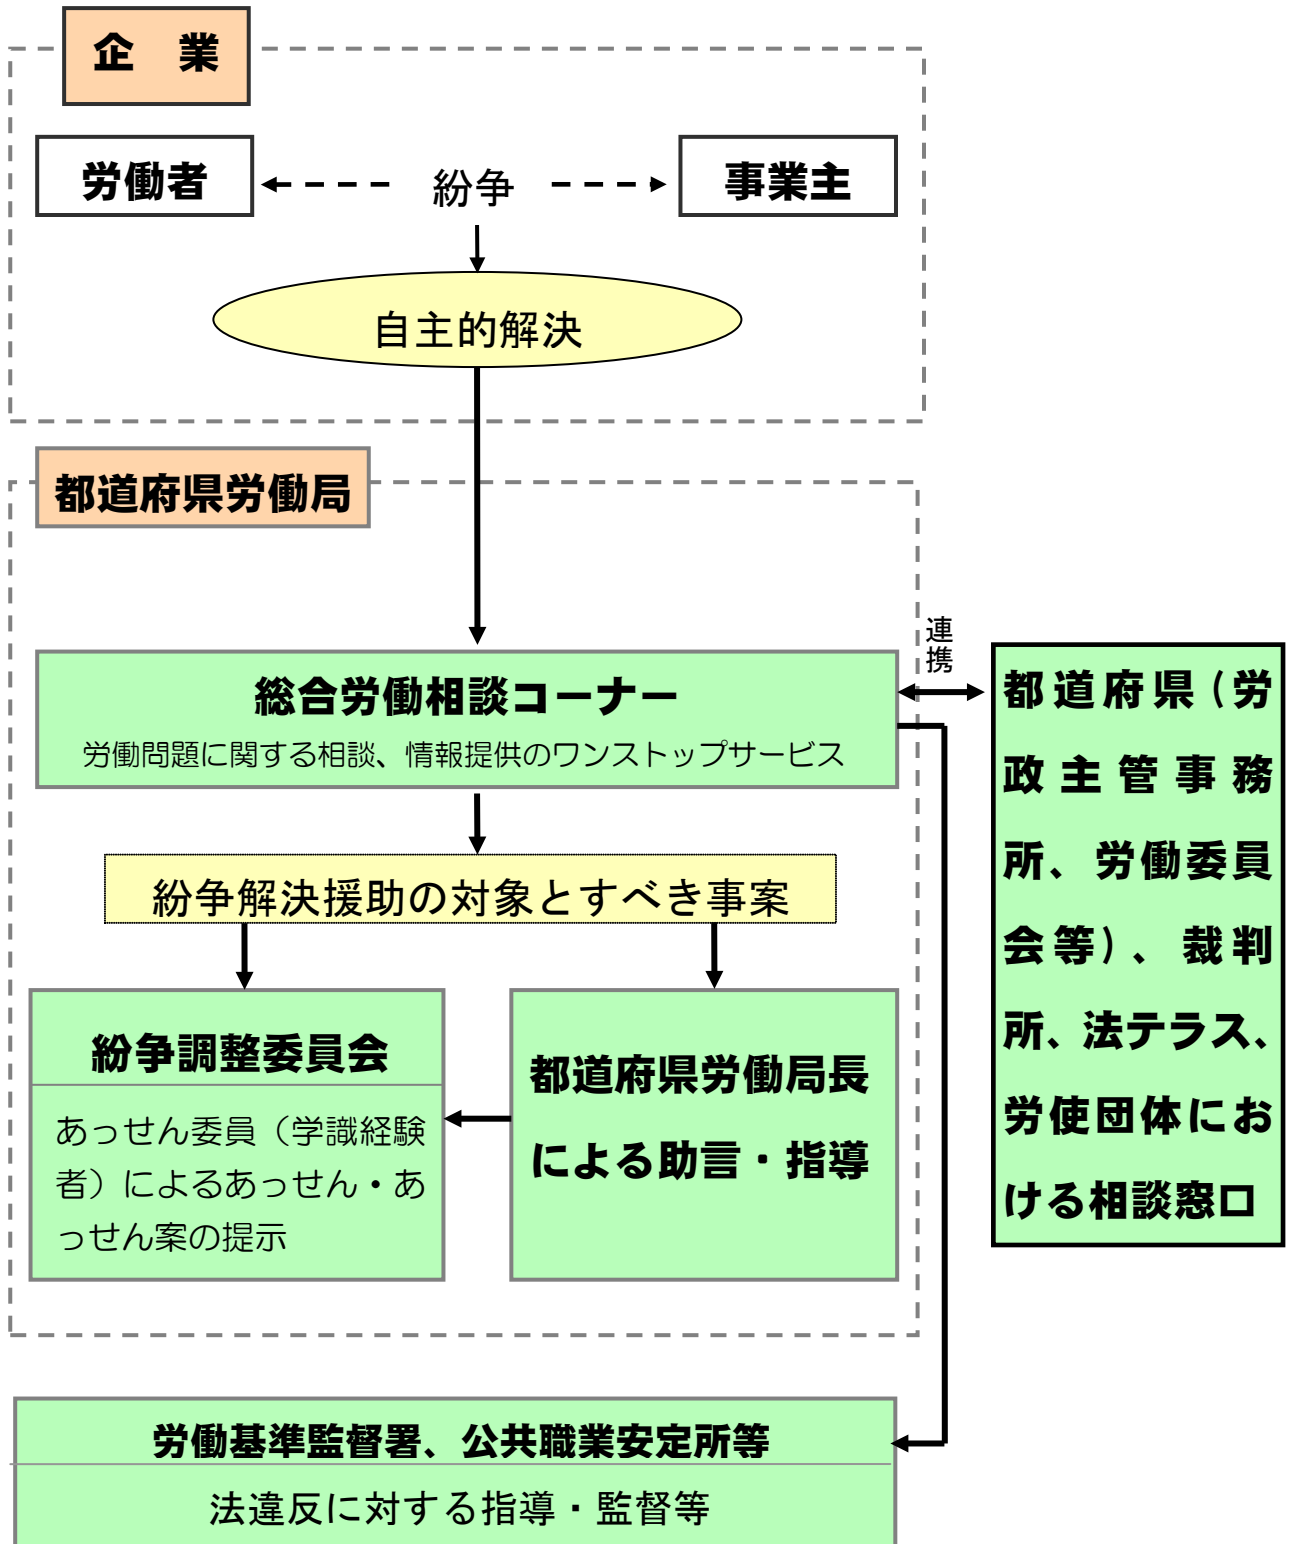 企　業
労働者
紛争
事業主
自主的解決
都道府県労働局
連携
総合労働相談コーナー
労働問題に関する相談、情報提供のワンストップサービス
紛争解決援助の対象とすべき事案
紛争調整委員会
あっせん委員（学識経験
者）によるあっせん・あ
っせん案の提示
都道府県労働局長
による助言・指導
都道府県（労
政主管事務
所、労働委員
会等）、裁判
所、法テラス、
労使団体にお
ける相談窓口
労働基準監督署、公共職業安定所等
法違反に対する指導・監督等